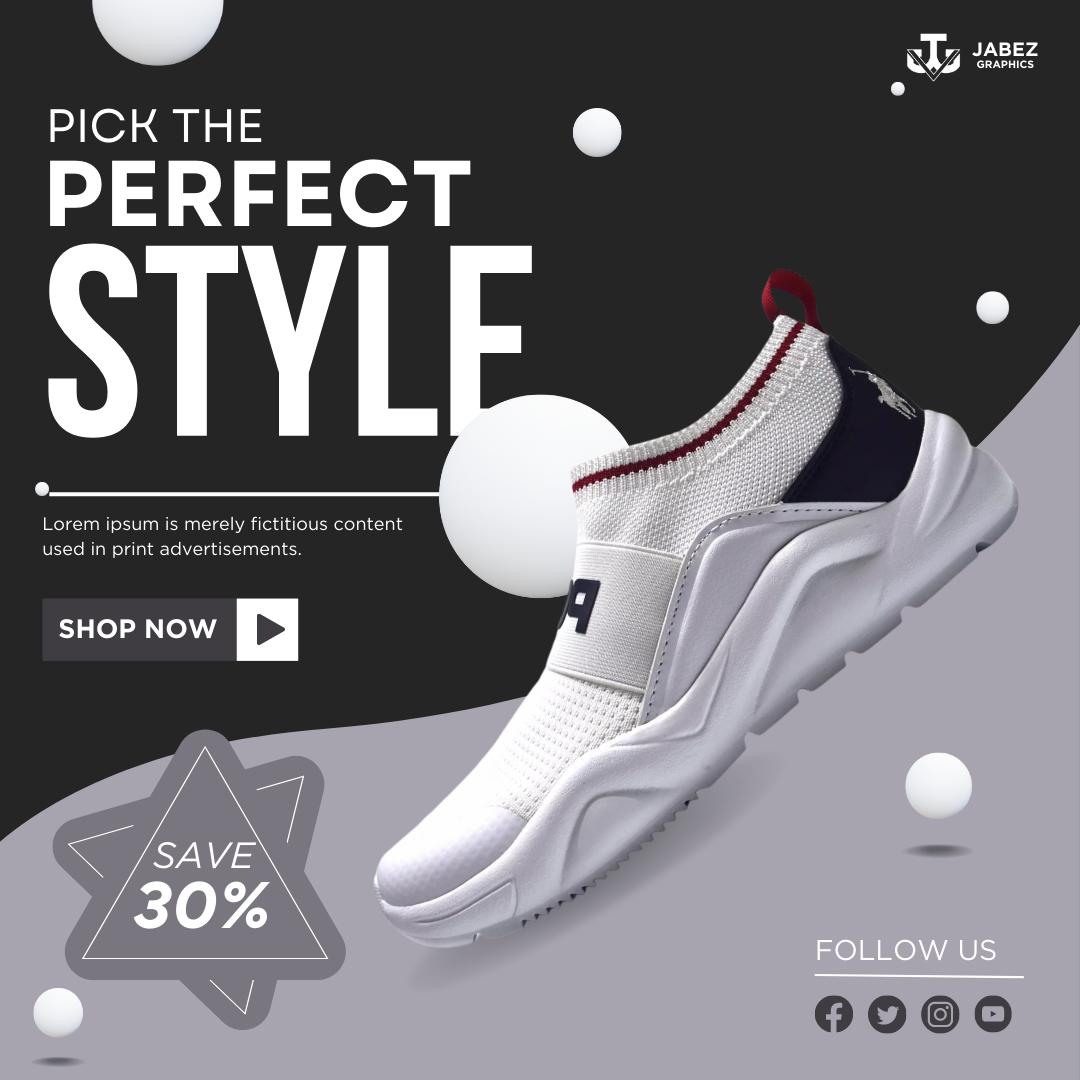 JABEZ
GRAPHICS
PICK THE
PERFECT
STYLE
Lorem ipsum is merely fictitious content
used in print advertisements.
SHOP NOW
P
SAVE
30%
FOLLOW US